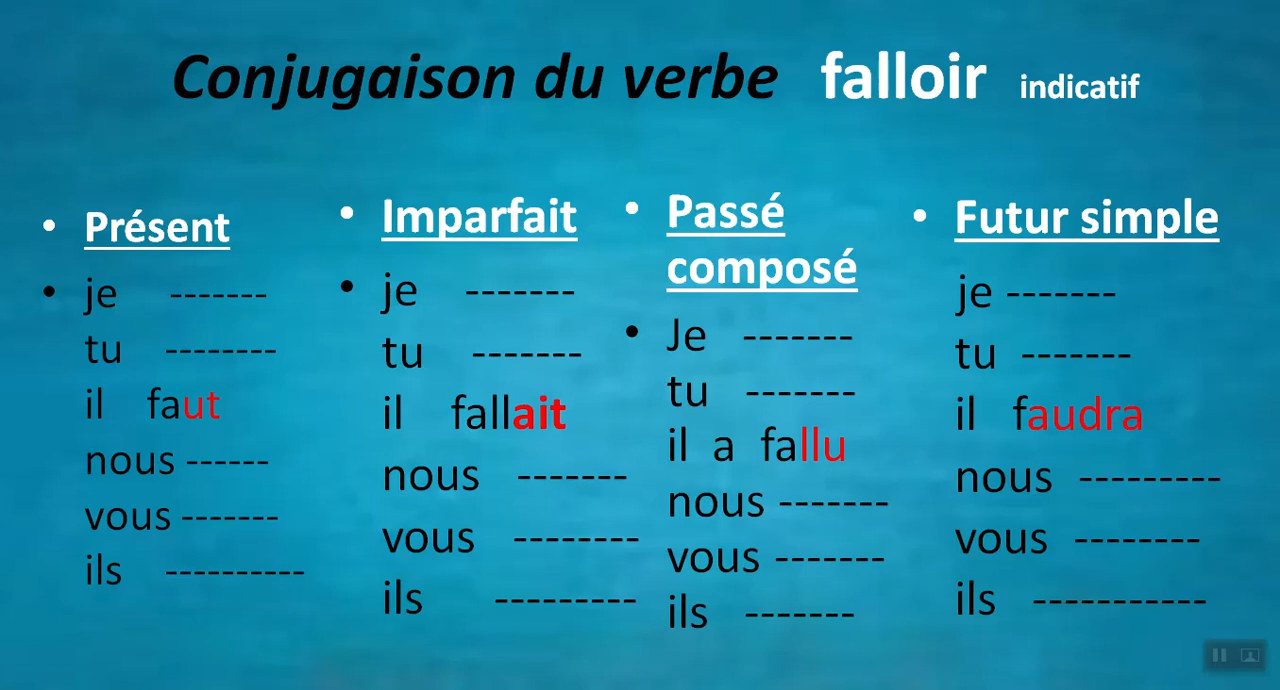 Conjugaison du verbe falloir indicatif
• Présent
• je -------
tu --------
il faut
nous ------
vous -------
ils ----------
• Imparfait
• je -------
tu -------
il fallait
nous -------
vous --------
ils ---------
• Passé
composé
• Je -------
tu -------
il a fallu
nous -------
vous -------
ils -------
• Futur simple
je -------
tu -------
il faudra
nous ---------
vous --------
ils -----------